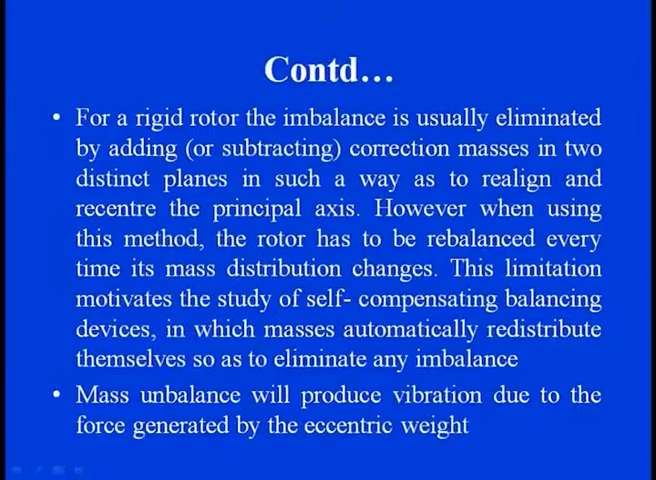 Contd…
• For a rigid rotor the imbalance is usually eliminated
by adding (or subtracting) correction masses in two
distinct planes in such a way as to realign and
recentre the principal axis. However when using
this method, the rotor has to be rebalanced every
time its mass distribution changes. This limitation
motivates the study of self- compensating balancing
devices, in which masses automatically redistribute
themselves so as to eliminate any imbalance
• Mass unbalance will produce vibration due to the
force generated by the eccentric weight